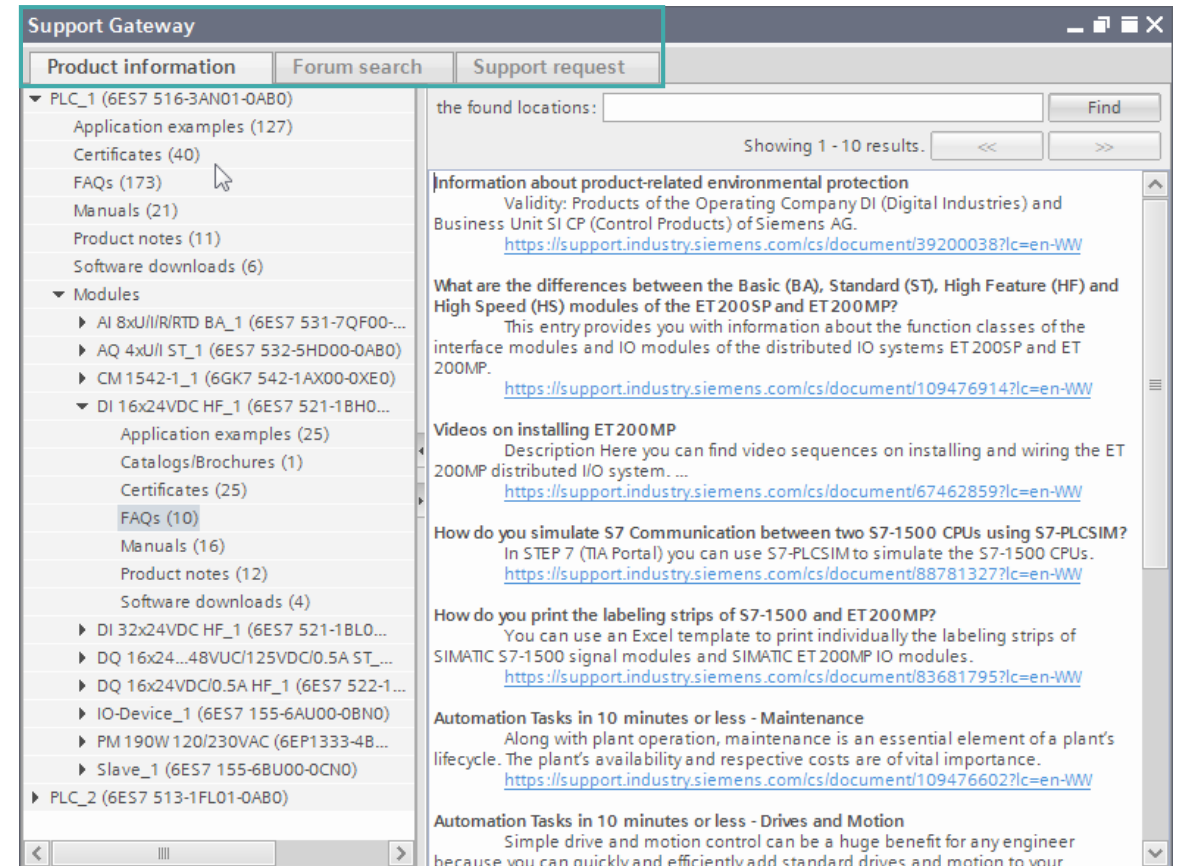 Support Gateway
Product information
Forum search
Support request
PLC_1 (6ES7 516-3AN01-0AB0)
Application examples (127)
Certificates (40)
FAQs (173)
Manuals (21)
Product notes (11)
Software downloads (6)
Modules
AI 8xU/I/R/RTD BA_1 (6ES7 531-7QF00-...
AQ 4xU/I ST_1 (6ES7 532-5HD00-0AB0)
CM 1542-1_1 (6GK7 542-1AX00-0XE0)
DI 16x24VDC HF_1 (6ES7 521-1BH0...
Application examples (25)
Catalogs/Brochures (1)
Certificates (25)
FAQs (10)
Manuals (16)
Product notes (12)
Software downloads (4)
DI 32x24VDC HF_1 (6ES7 521-1BL0...
DQ 16x24...48VUC/125VDC/0.5A ST_...
DQ 16x24VDC/0.5A HF_1 (6ES7 522-1...
IO-Device_1 (6ES7 155-6AU00-0BN0)
PM 190W 120/230VAC (6EP1333-4B...
Slave_1 (6ES7 155-6BU00-0CN0)
PLC_2 (6ES7 513-1FL01-0AB0)
the found locations:
Find
Showing 1 - 10 results.
<<
>>
Information about product-related environmental protection
Validity: Products of the Operating Company DI (Digital Industries) and
Business Unit SI CP (Control Products) of Siemens AG.
https://support.industry.siemens.com/cs/document/39200038?lc=en-WW
What are the differences between the Basic (BA), Standard (ST), High Feature (HF) and
High Speed (HS) modules of the ET 200SP and ET 200MP?
This entry provides you with information about the function classes of the
interface modules and IO modules of the distributed IO systems ET 200SP and ET
200MP.
https://support.industry.siemens.com/cs/document/109476914?lc=en-WW
Videos on installing ET 200MP
Description Here you can find video sequences on installing and wiring the ET
200MP distributed I/O system. ...
https://support.industry.siemens.com/cs/document/67462859?lc=en-WW
How do you simulate S7 Communication between two S7-1500 CPUs using S7-PLCSIM?
In STEP 7 (TIA Portal) you can use S7-PLCSIM to simulate the S7-1500 CPUs.
https://support.industry.siemens.com/cs/document/88781327?lc=en-WW
How do you print the labeling strips of S7-1500 and ET 200MP?
You can use an Excel template to print individually the labeling strips of
SIMATIC S7-1500 signal modules and SIMATIC ET 200MP IO modules.
https://support.industry.siemens.com/cs/document/83681795?lc=en-WW
Automation Tasks in 10 minutes or less - Maintenance
Along with plant operation, maintenance is an essential element of a plant's
lifecycle. The plant's availability and respective costs are of vital importance.
https://support.industry.siemens.com/cs/document/109476602?lc=en-WW
Automation Tasks in 10 minutes or less - Drives and Motion
Simple drive and motion control can be a huge benefit for any engineer
because you can quickly and efficiently add standard drives and motion to your